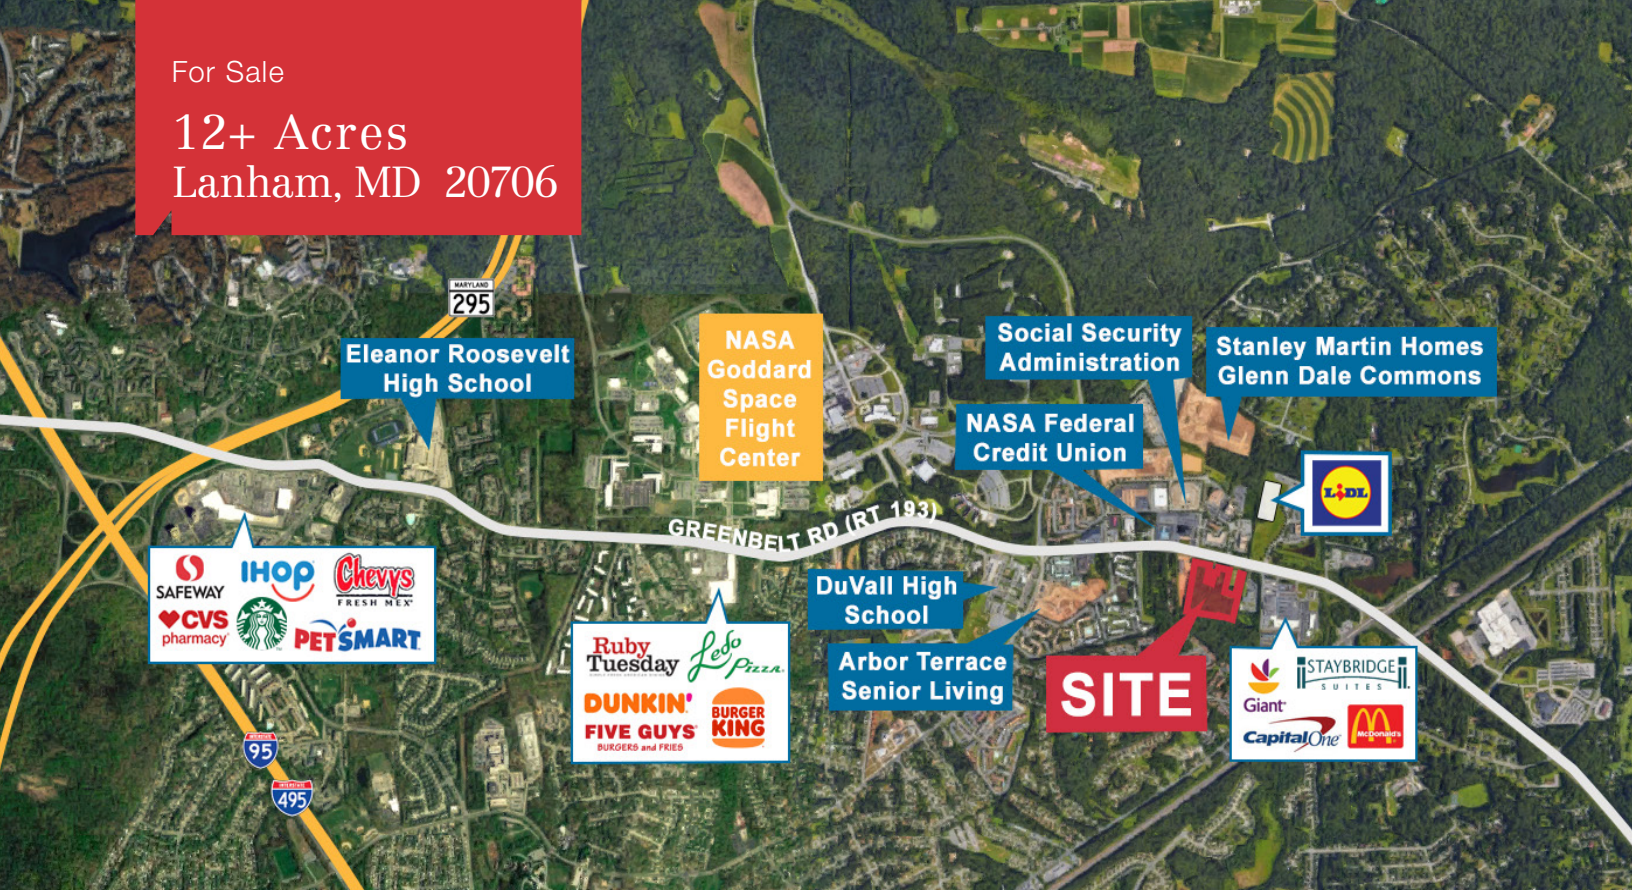 For Sale
12+ Acres
Lanham, MD 20706
MARYLAND
295
Eleanor Roosevelt
High School
NASA
Goddard
Space
Flight
Center
Social Security
Administration
Stanley Martin Homes
Glenn Dale Commons
NASA Federal
Credit Union
LiDL
GREENBELT RD (RT 193)
SAFEWAY
IHOP
Chevys
FRESH MEX
CVS
pharmacy
PETSMART
Ruby
Tuesday
Ledo
Pizza
DUNKIN'
FIVE GUYS
BURGERS and FRIES
BURGER
KING
DuVall High
School
Arbor Terrace
Senior Living
SITE
Giant
STAYBRIDGE
SUITES
CapitalOne
McDonald's
INTERSTATE
95
INTERSTATE
495